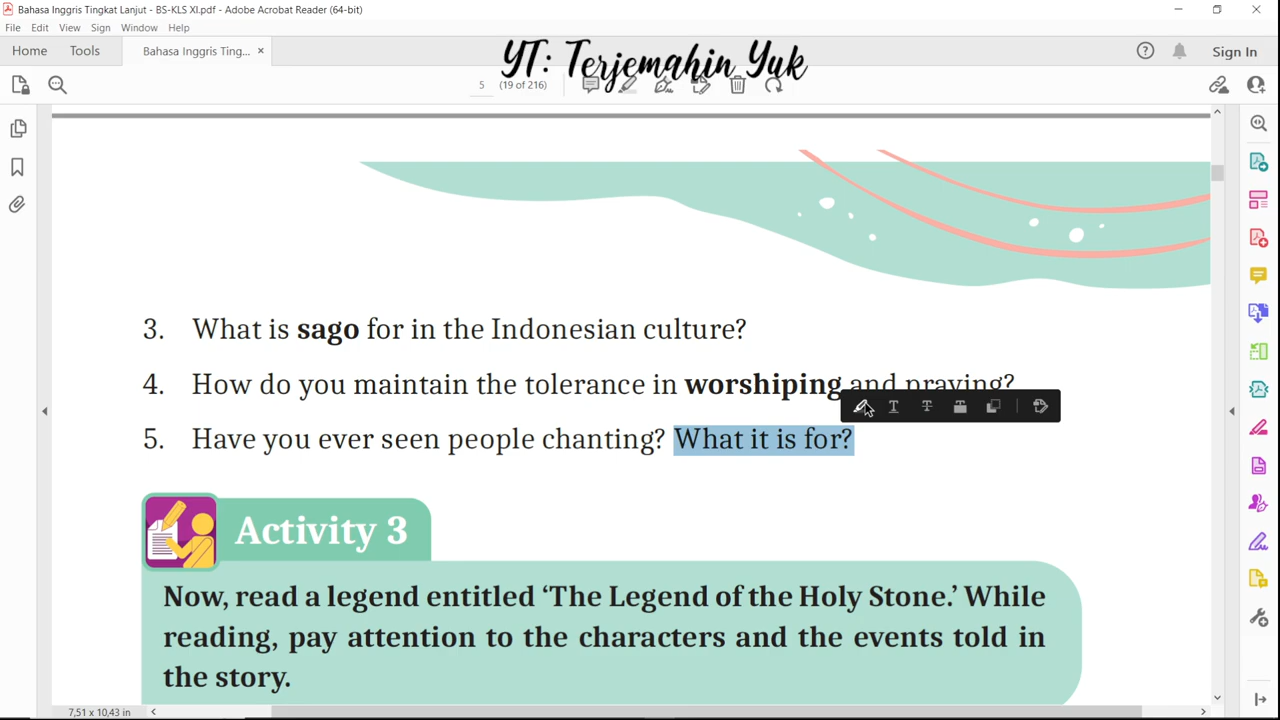 Bahasa Inggris Tingkat Lanjut - BS-KLS XI.pdf - Adobe Acrobat Reader (64-bit)
File Edit View Sign Window Help
Home Tools Bahasa Inggris Ting... × Sign In
YT: Terjemahin Yuk
5 (19 of 216)
3. What is sago for in the Indonesian culture?
4. How do you maintain the tolerance in worshiping and praying?
5. Have you ever seen people chanting? What it is for?
Activity 3
Now, read a legend entitled ‘The Legend of the Holy Stone.’ While
reading, pay attention to the characters and the events told in
the story.
7,51 x 10,43 in